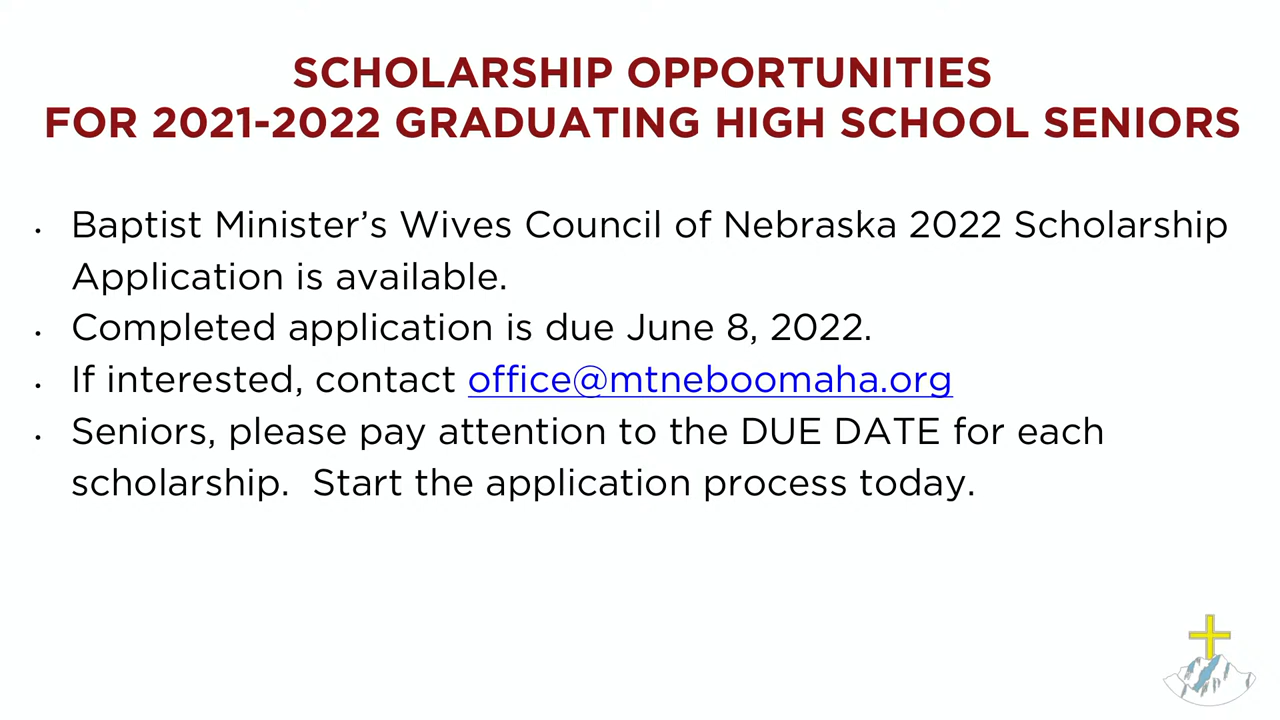 SCHOLARSHIP OPPORTUNITIES
FOR 2021-2022 GRADUATING HIGH SCHOOL SENIORS
• Baptist Minister’s Wives Council of Nebraska 2022 Scholarship
Application is available.
• Completed application is due June 8, 2022.
• If interested, contact office@mtneboomaha.org
• Seniors, please pay attention to the DUE DATE for each
scholarship.  Start the application process today.